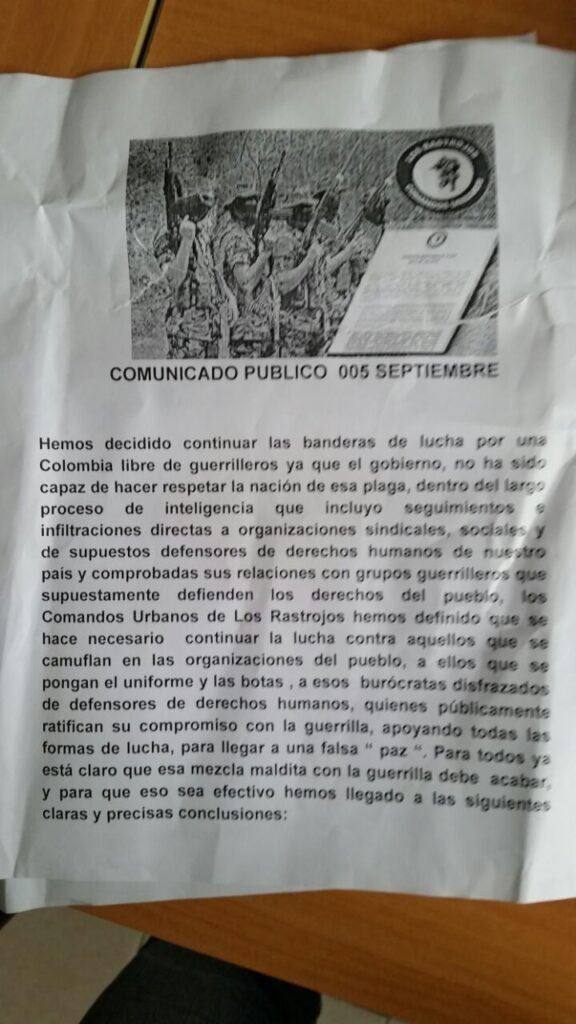 LOS RASTROJOS
COMUNICADO PUBLICO 005 SEPTIEMBRE
Hemos decidido continuar las banderas de lucha por una
Colombia libre de guerrilleros ya que el gobierno, no ha sido
capaz de hacer respetar la nación de esa plaga, dentro del largo
proceso de inteligencia que incluyo seguimientos e
infiltraciones directas a organizaciones sindicales, sociales y
de supuestos defensores de derechos humanos de nuestro
país y comprobadas sus relaciones con grupos guerrilleros que
supuestamente defienden los derechos del pueblo, los
Comandos Urbanos de Los Rastrojos hemos definido que se
hace necesario continuar la lucha contra aquellos que se
camuflan en las organizaciones del pueblo, a ellos que se
pongan el uniforme y las botas , a esos burócratas disfrazados
de defensores de derechos humanos, quienes públicamente
ratifican su compromiso con la guerrilla, apoyando todas las
formas de lucha, para llegar a una falsa “ paz “. Para todos ya
está claro que esa mezcla maldita con la guerrilla debe acabar,
y para que eso sea efectivo hemos llegado a las siguientes
claras y precisas conclusiones: